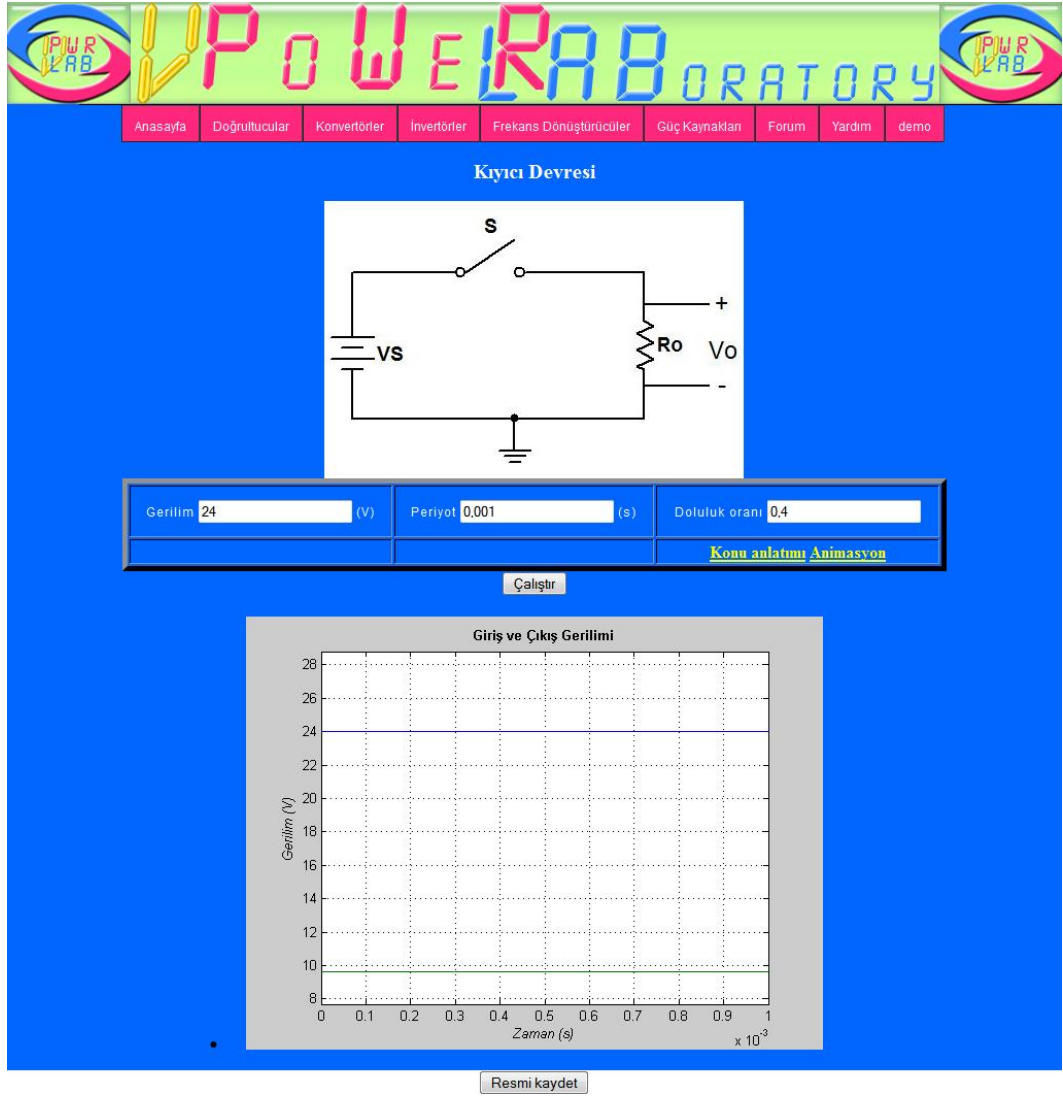 PWR LAB VPoWeRLABORATORY PWR LAB
Anasayfa Doğrultucular Konvertörler İnvertörler Frekans Dönüştürücüler Güç Kaynakları Forum Yardım demo
Kıyıcı Devresi
S
+
VS Ro Vo
-
Gerilim 24 (V) Periyot 0,001 (s) Doluluk oranı 0,4
Konu anlatımı Animasyon
Çalıştır
Giriş ve Çıkış Gerilimi
28
26
24
22
20
18
16
14
12
10
8
Gerilim (V)
0 0.1 0.2 0.3 0.4 0.5 0.6 0.7 0.8 0.9 1
Zaman (s)
x 10⁻³
Resmi kaydet